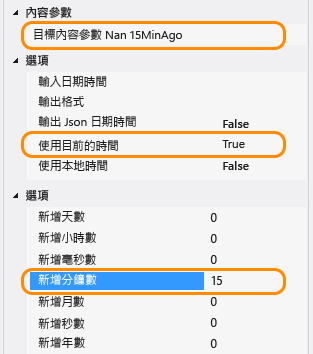 內容參數
目標內容參數 Nan 15MinAgo
選項
輸入日期時間
輸出格式
輸出 Json 日期時間 False
使用目前的時間 True
使用本地時間 False
選項
新增天數 0
新增小時數 0
新增毫秒數 0
新增分鐘數 15
新增月數 0
新增秒數 0
新增年數 0